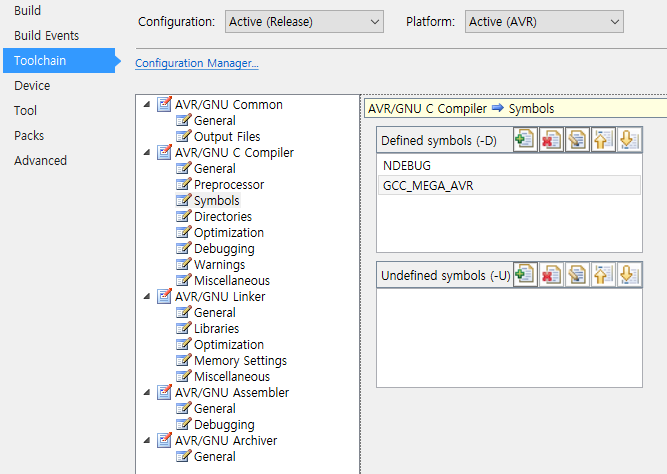 Build
Build Events
Toolchain
Device
Tool
Packs
Advanced
Configuration: Active (Release) Platform: Active (AVR)
Configuration Manager...
AVR/GNU Common
General
Output Files
AVR/GNU C Compiler
General
Preprocessor
Symbols
Directories
Optimization
Debugging
Warnings
Miscellaneous
AVR/GNU Linker
General
Libraries
Optimization
Memory Settings
Miscellaneous
AVR/GNU Assembler
General
Debugging
AVR/GNU Archiver
General
AVR/GNU C Compiler ➡ Symbols
Defined symbols (-D)
NDEBUG
GCC_MEGA_AVR
Undefined symbols (-U)